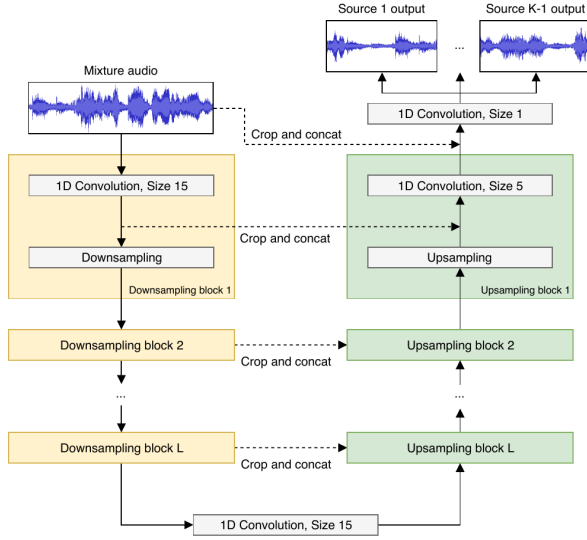 Source 1 output
Source K-1 output
...
Mixture audio
1D Convolution, Size 1
Crop and concat
1D Convolution, Size 15
1D Convolution, Size 5
Crop and concat
Downsampling
Upsampling
Downsampling block 1
Upsampling block 1
Downsampling block 2
Upsampling block 2
Crop and concat
...
...
Downsampling block L
Upsampling block L
Crop and concat
1D Convolution, Size 15